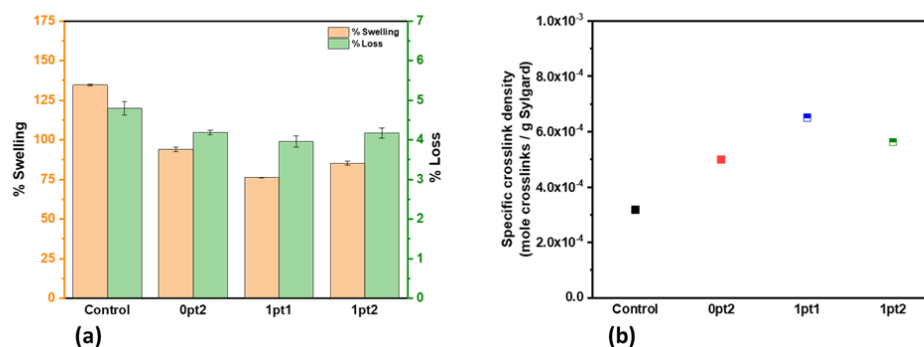 175
150
125
100
75
50
25
0
% Swelling
7
6
5
4
3
2
1
0
% Loss
% Swelling
% Loss
Control
0pt2
1pt1
1pt2
(a)
1.0x10⁻³
8.0x10⁻⁴
6.0x10⁻⁴
4.0x10⁻⁴
2.0x10⁻⁴
0.0
Specific crosslink density
(mole crosslinks / g Sylgard)
Control
0pt2
1pt1
1pt2
(b)